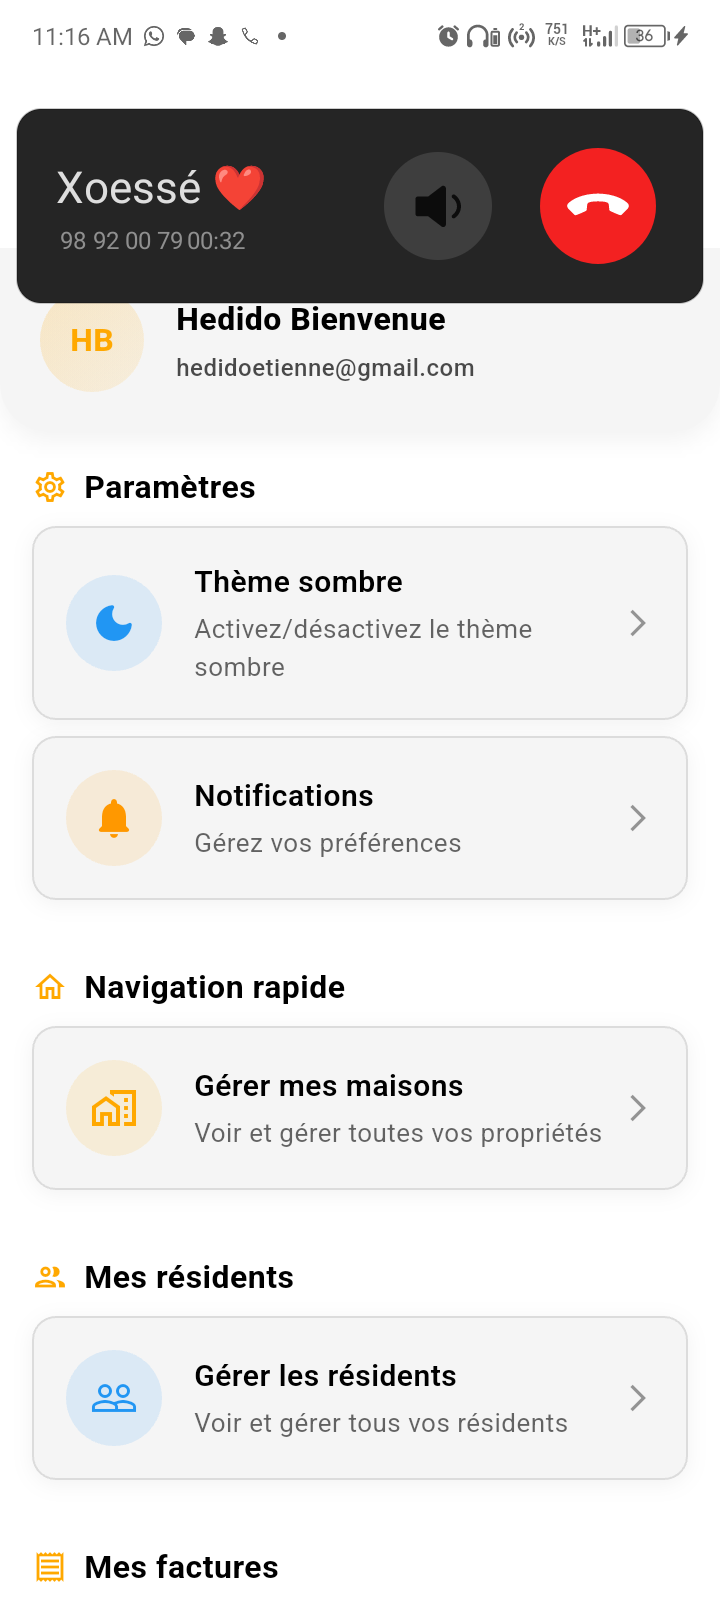 11:16 AM 2 751 K/S H+ 36
Xoessé ❤️
98 92 00 79 00:32
HB
Hedido Bienvenue
hedidoetienne@gmail.com
Paramètres
Thème sombre
Activez/désactivez le thème
sombre
Notifications
Gérez vos préférences
Navigation rapide
Gérer mes maisons
Voir et gérer toutes vos propriétés
Mes résidents
Gérer les résidents
Voir et gérer tous vos résidents
Mes factures